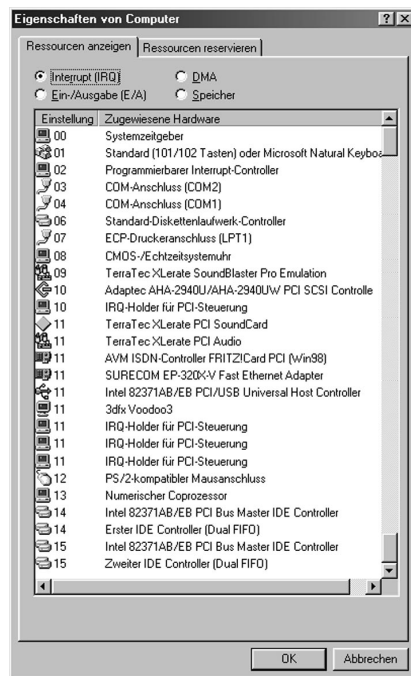 Eigenschaften von Computer
Ressourcen anzeigen Ressourcen reservieren
Interrupt (IRQ) DMA
Ein-/Ausgabe (E/A) Speicher
Einstellung Zugewiesene Hardware
00 Systemzeitgeber
01 Standard (101/102 Tasten) oder Microsoft Natural Keyboa
02 Programmierbarer Interrupt-Controller
03 COM-Anschluss (COM2)
04 COM-Anschluss (COM1)
06 Standard-Diskettenlaufwerk-Controller
07 ECP-Druckeranschluss (LPT1)
08 CMOS-/Echtzeitsystemuhr
09 TerraTec XLerate SoundBlaster Pro Emulation
10 Adaptec AHA-2940U/AHA-2940UW PCI SCSI Controlle
10 IRQ-Holder für PCI-Steuerung
11 TerraTec XLerate PCI SoundCard
11 TerraTec XLerate PCI Audio
11 AVM ISDN-Controller FRITZ!Card PCI (Win98)
11 SURECOM EP-320X-V Fast Ethernet Adapter
11 Intel 82371AB/EB PCI/USB Universal Host Controller
11 3dfx Voodoo3
11 IRQ-Holder für PCI-Steuerung
11 IRQ-Holder für PCI-Steuerung
11 IRQ-Holder für PCI-Steuerung
12 PS/2-kompatibler Mausanschluss
13 Numerischer Coprozessor
14 Intel 82371AB/EB PCI Bus Master IDE Controller
14 Erster IDE Controller (Dual FIFO)
15 Intel 82371AB/EB PCI Bus Master IDE Controller
15 Zweiter IDE Controller (Dual FIFO)
OK Abbrechen